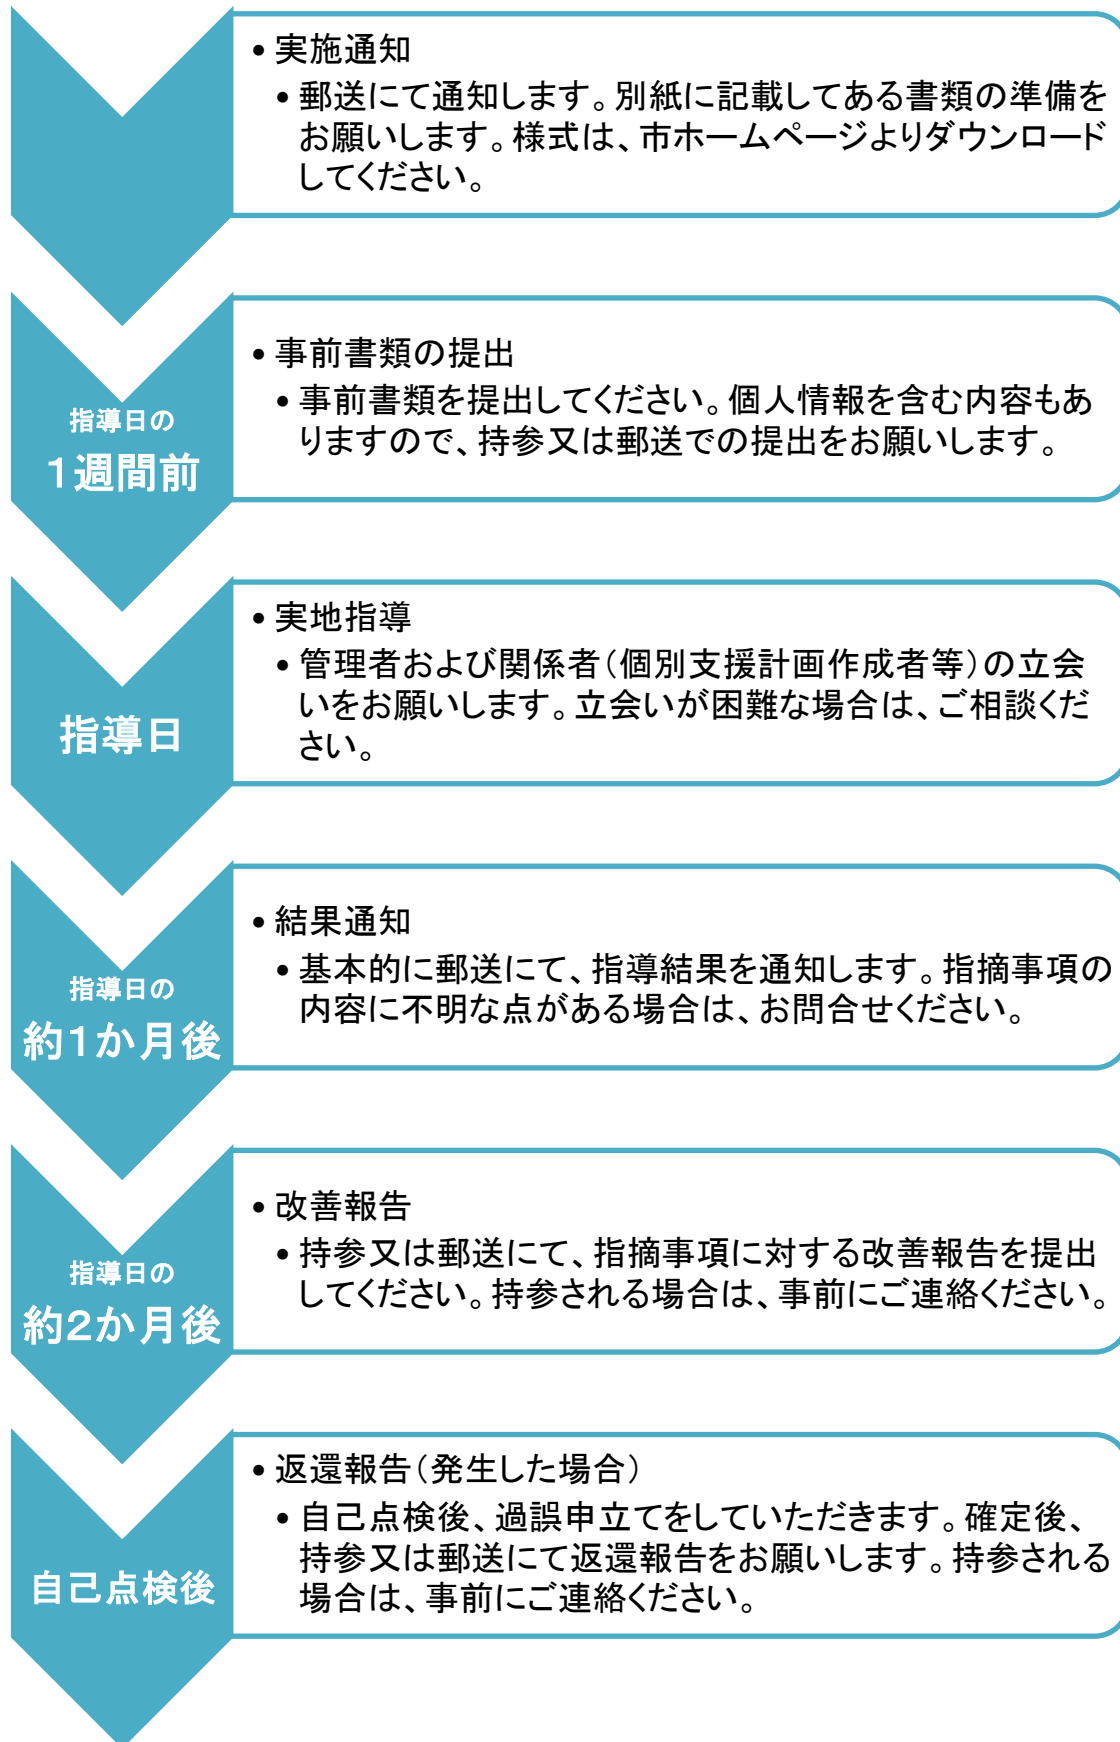 • 実施通知
• 郵送にて通知します。別紙に記載してある書類の準備を
お願いします。様式は、市ホームページよりダウンロード
してください。
指導日の
1週間前
• 事前書類の提出
• 事前書類を提出してください。個人情報を含む内容もあ
りますので、持参又は郵送での提出をお願いします。
指導日
• 実地指導
• 管理者および関係者（個別支援計画作成者等）の立会
いをお願いします。立会いが困難な場合は、ご相談くだ
さい。
指導日の
約1か月後
• 結果通知
• 基本的に郵送にて、指導結果を通知します。指摘事項の
内容に不明な点がある場合は、お問合せください。
指導日の
約2か月後
• 改善報告
• 持参又は郵送にて、指摘事項に対する改善報告を提出
してください。持参される場合は、事前にご連絡ください。
自己点検後
• 返還報告（発生した場合）
• 自己点検後、過誤申立てをしていただきます。確定後、
持参又は郵送にて返還報告をお願いします。持参される
場合は、事前にご連絡ください。